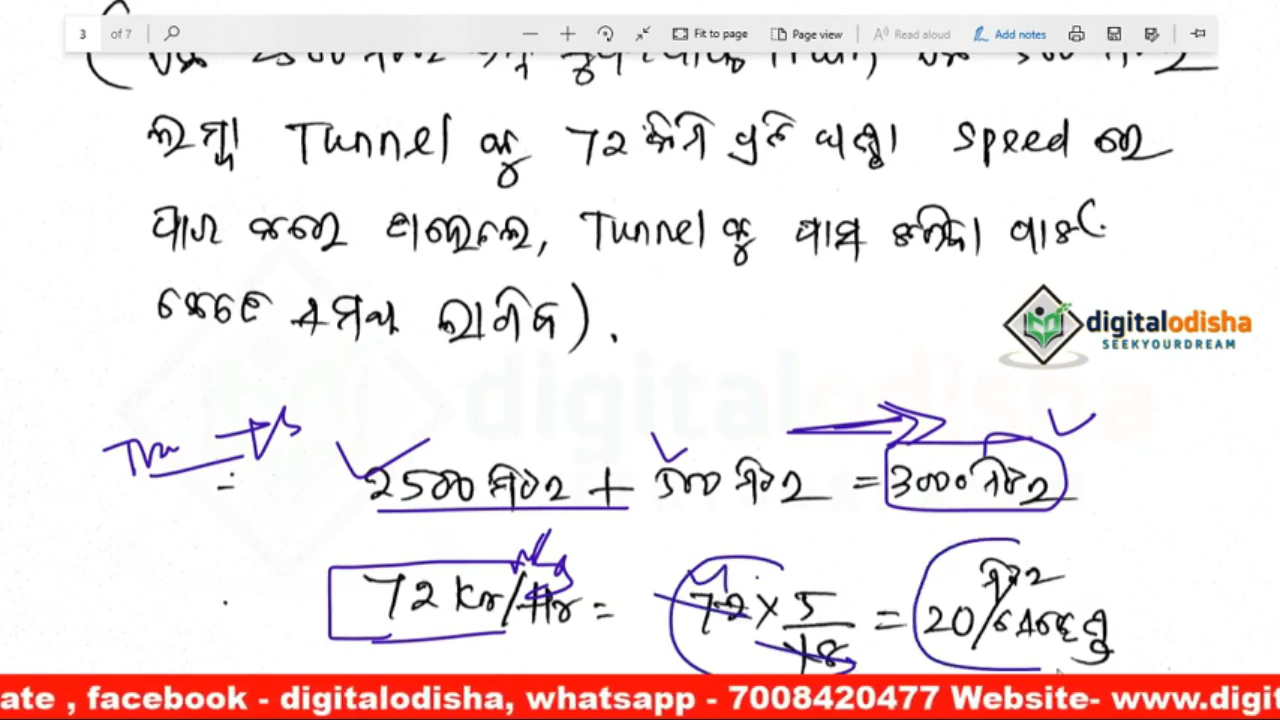 3 of 7 Fit to page Page view Read aloud Add notes
ଲମ୍ବା Tunnel କୁ 72 କିମି ପ୍ରତି ଘଣ୍ଟା Speed ରେ
ପାର କରେ ତାହେଲେ, Tunnel କୁ ପାସ୍ କରିବା ପାଇଁ
କେତେ ସମୟ ଲାଗିବ).
digitalodisha
SEEKYOURDREAM
= 2500 ମିଟର + 500 ମିଟର = 3000 ମିଟର
72 Km/Hr = 72 × 5/18 = 20 ମିଟର/ସେକେଣ୍ଡ
ate , facebook - digitalodisha, whatsapp - 7008420477 Website- www.digit